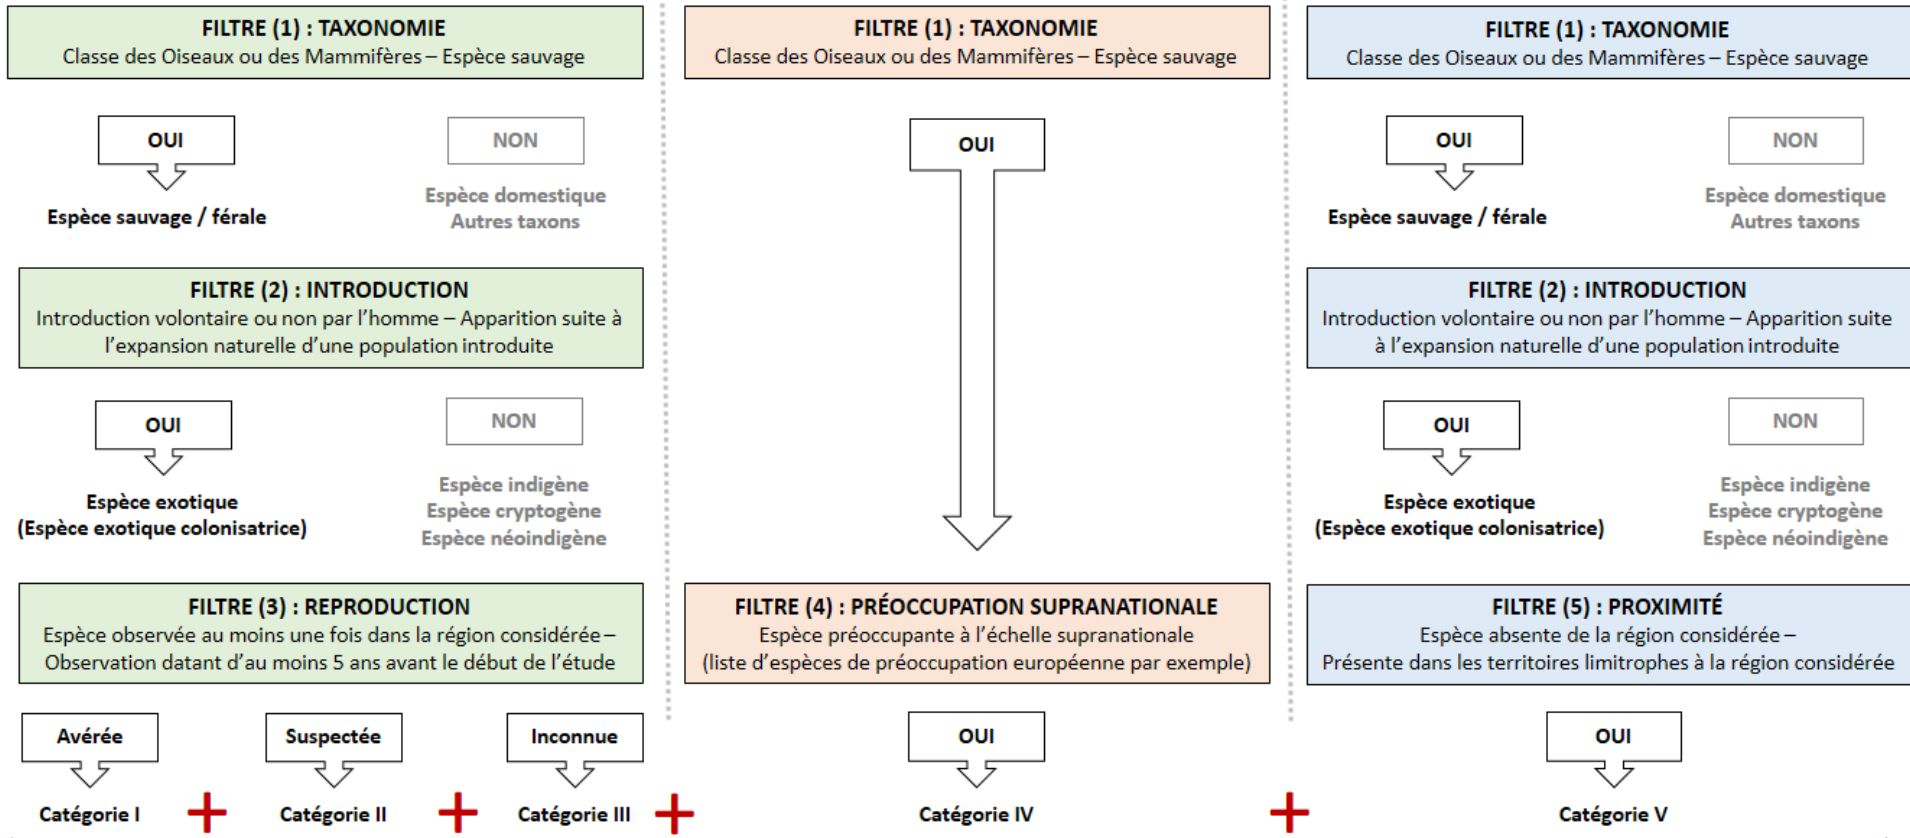 FILTRE (1) : TAXONOMIE
Classe des Oiseaux ou des Mammifères – Espèce sauvage
OUI
NON
Espèce sauvage / férale
Espèce domestique
Autres taxons
FILTRE (2) : INTRODUCTION
Introduction volontaire ou non par l'homme – Apparition suite à
l'expansion naturelle d'une population introduite
OUI
NON
Espèce exotique
(Espèce exotique colonisatrice)
Espèce indigène
Espèce cryptogène
Espèce néoindigène
FILTRE (3) : REPRODUCTION
Espèce observée au moins une fois dans la région considérée –
Observation datant d'au moins 5 ans avant le début de l'étude
Avérée
Suspectée
Inconnue
Catégorie I
+
Catégorie II
+
Catégorie III
+
FILTRE (1) : TAXONOMIE
Classe des Oiseaux ou des Mammifères – Espèce sauvage
OUI
FILTRE (4) : PRÉOCCUPATION SUPRANATIONALE
Espèce préoccupante à l'échelle supranationale
(liste d'espèces de préoccupation européenne par exemple)
OUI
Catégorie IV
+
FILTRE (1) : TAXONOMIE
Classe des Oiseaux ou des Mammifères – Espèce sauvage
OUI
NON
Espèce sauvage / férale
Espèce domestique
Autres taxons
FILTRE (2) : INTRODUCTION
Introduction volontaire ou non par l'homme – Apparition suite
à l'expansion naturelle d'une population introduite
OUI
NON
Espèce exotique
(Espèce exotique colonisatrice)
Espèce indigène
Espèce cryptogène
Espèce néoindigène
FILTRE (5) : PROXIMITÉ
Espèce absente de la région considérée –
Présente dans les territoires limitrophes à la région considérée
OUI
Catégorie V